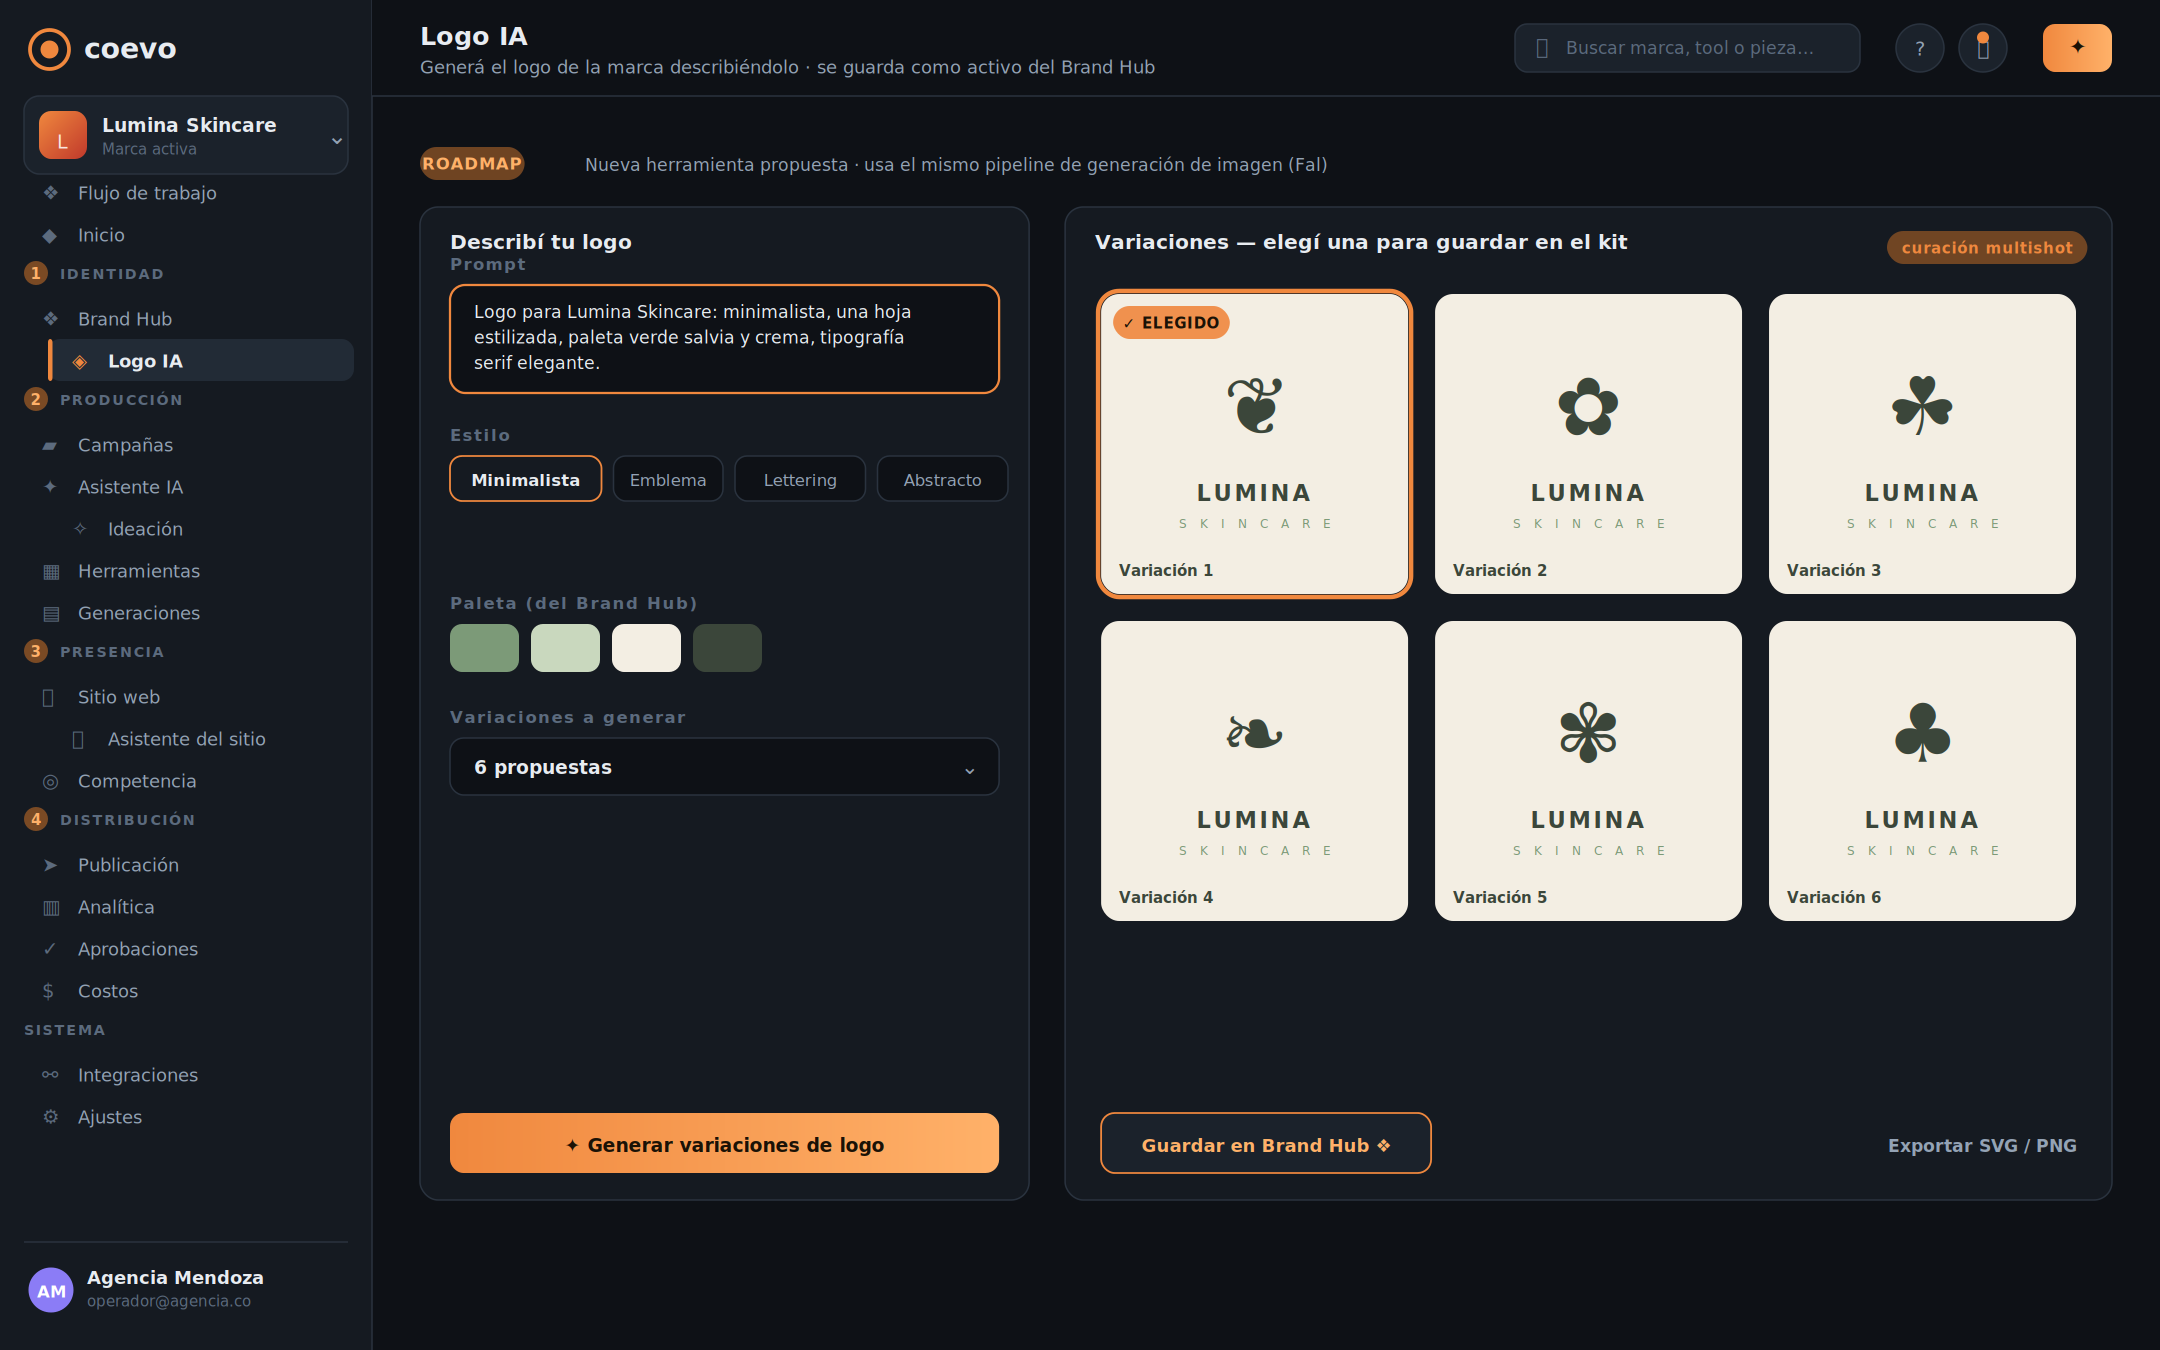 coevo
L
Lumina Skincare
Marca activa
Flujo de trabajo
Inicio
1 IDENTIDAD
Brand Hub
Logo IA
2 PRODUCCIÓN
Campañas
Asistente IA
Ideación
Herramientas
Generaciones
3 PRESENCIA
Sitio web
Asistente del sitio
Competencia
4 DISTRIBUCIÓN
Publicación
Analítica
✓ Aprobaciones
$ Costos
SISTEMA
Integraciones
Ajustes
AM
Agencia Mendoza
operador@agencia.co
Logo IA
Generá el logo de la marca describiéndolo · se guarda como activo del Brand Hub
Buscar marca, tool o pieza...
?
ROADMAP
Nueva herramienta propuesta · usa el mismo pipeline de generación de imagen (Fal)
Describí tu logo
Prompt
Logo para Lumina Skincare: minimalista, una hoja
estilizada, paleta verde salvia y crema, tipografía
serif elegante.
Estilo
Minimalista
Emblema
Lettering
Abstracto
Paleta (del Brand Hub)
Variaciones a generar
6 propuestas
✦ Generar variaciones de logo
Variaciones — elegí una para guardar en el kit
curación multishot
✓ ELEGIDO
LUMINA
SKINCARE
Variación 1
LUMINA
SKINCARE
Variación 2
LUMINA
SKINCARE
Variación 3
LUMINA
SKINCARE
Variación 4
LUMINA
SKINCARE
Variación 5
LUMINA
SKINCARE
Variación 6
Guardar en Brand Hub ❖
Exportar SVG / PNG